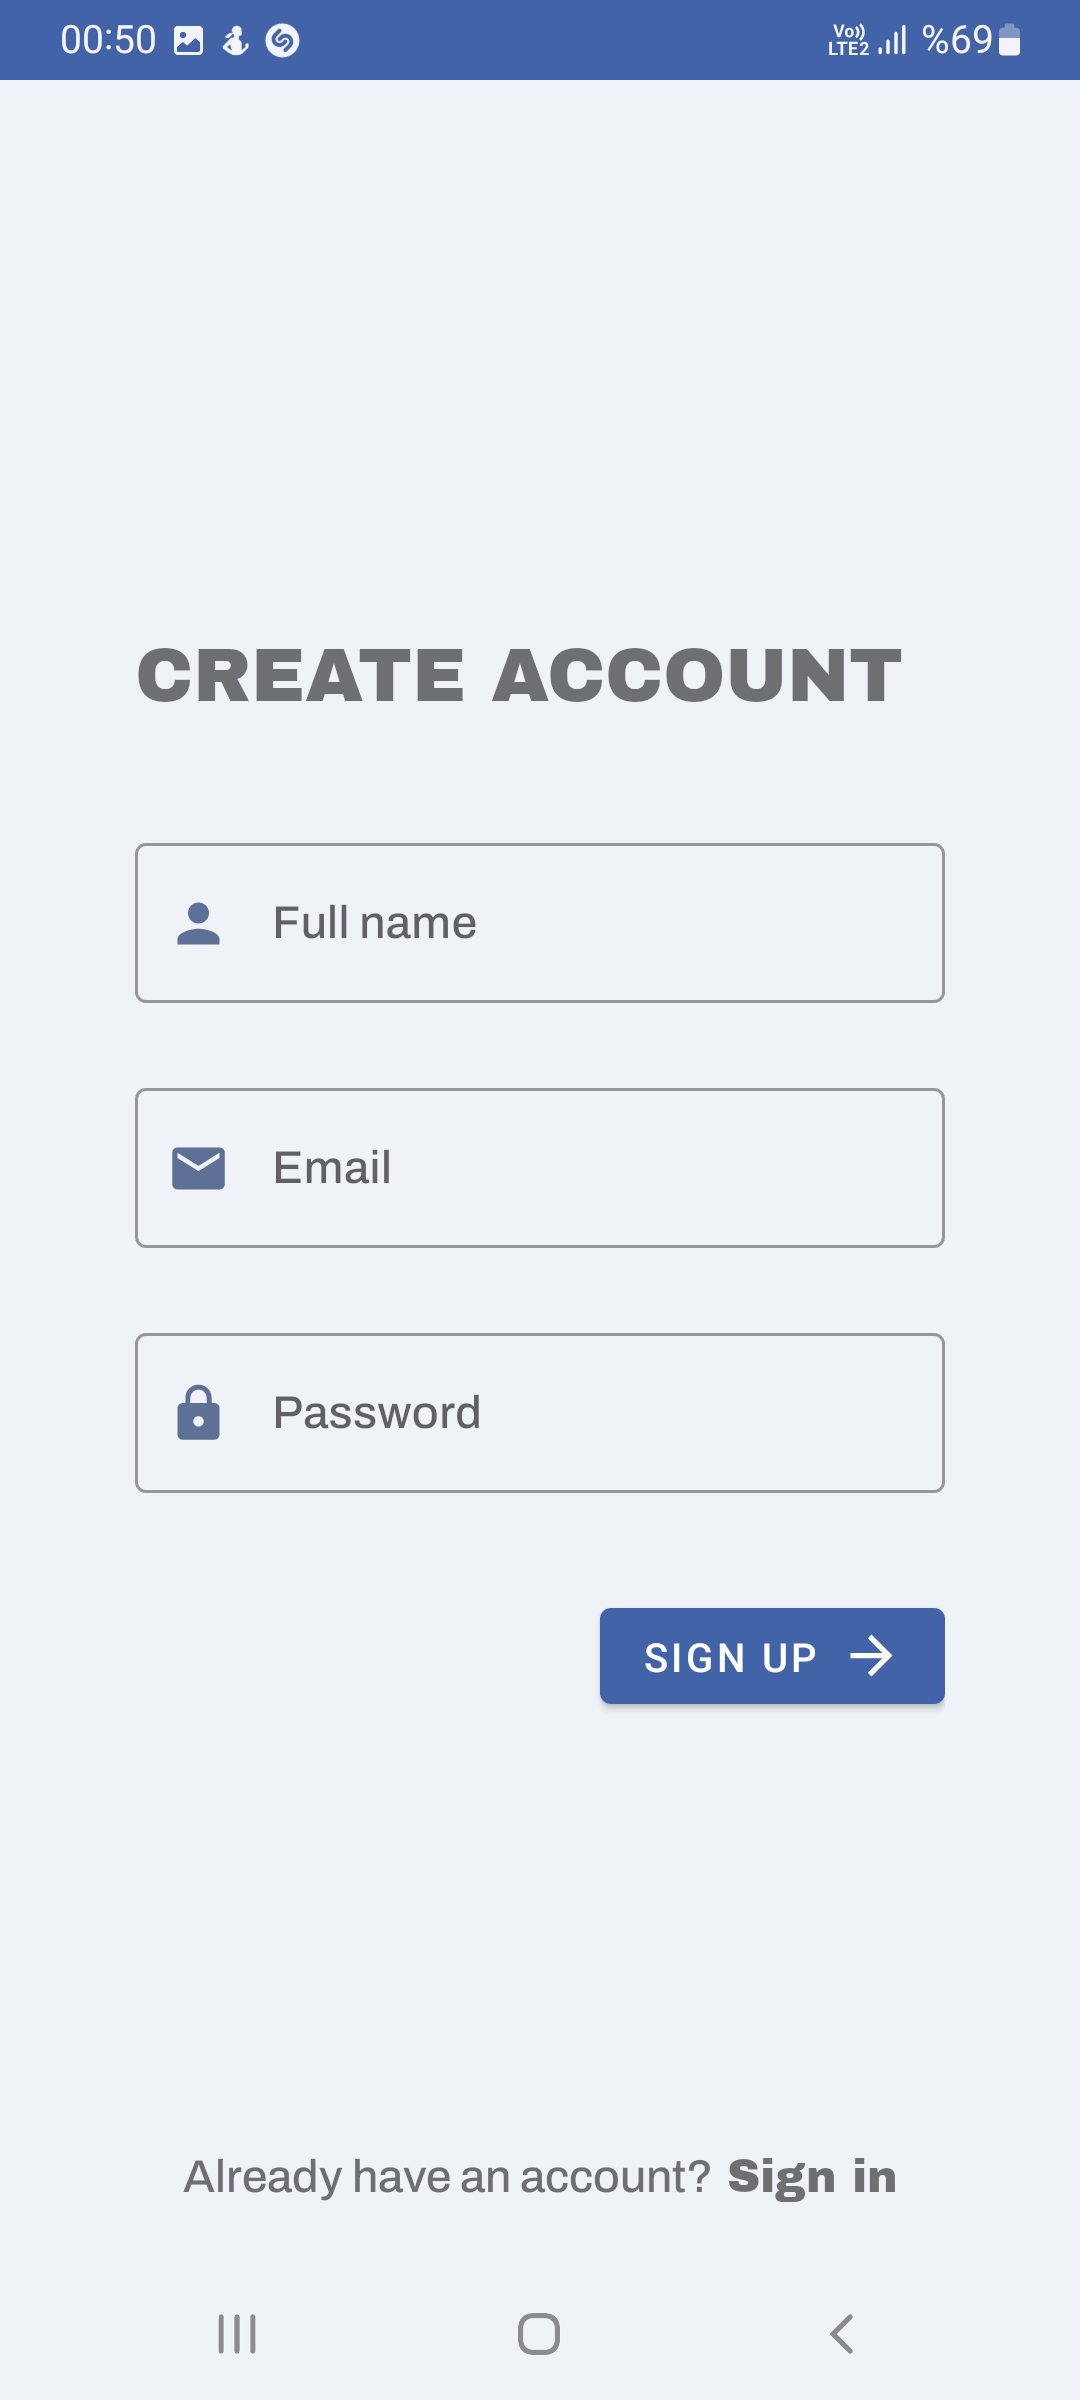 00:50 Vo)) LTE2 %69
CREATE ACCOUNT
Full name
Email
Password
SIGN UP
Already have an account? Sign in